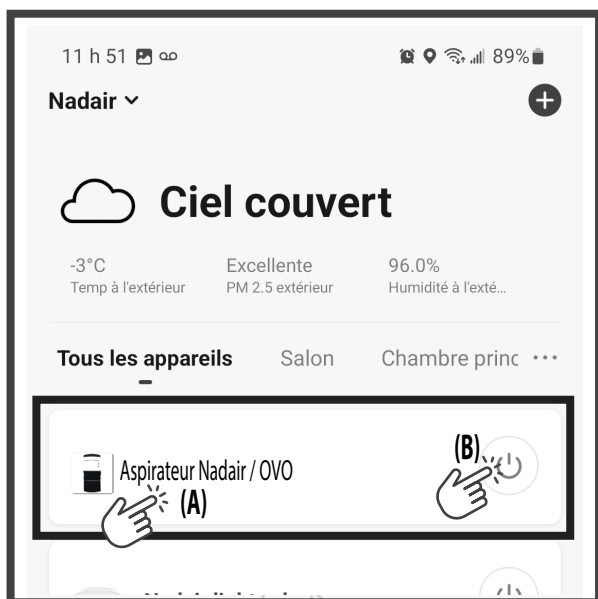 11 h 51 89%
Nadair
Ciel couvert
-3°C Excellente 96.0%
Temp à l'extérieur PM 2.5 extérieur Humidité à l'exté...
Tous les appareils Salon Chambre princ ...
(B)
Aspirateur Nadair / OVO
(A)